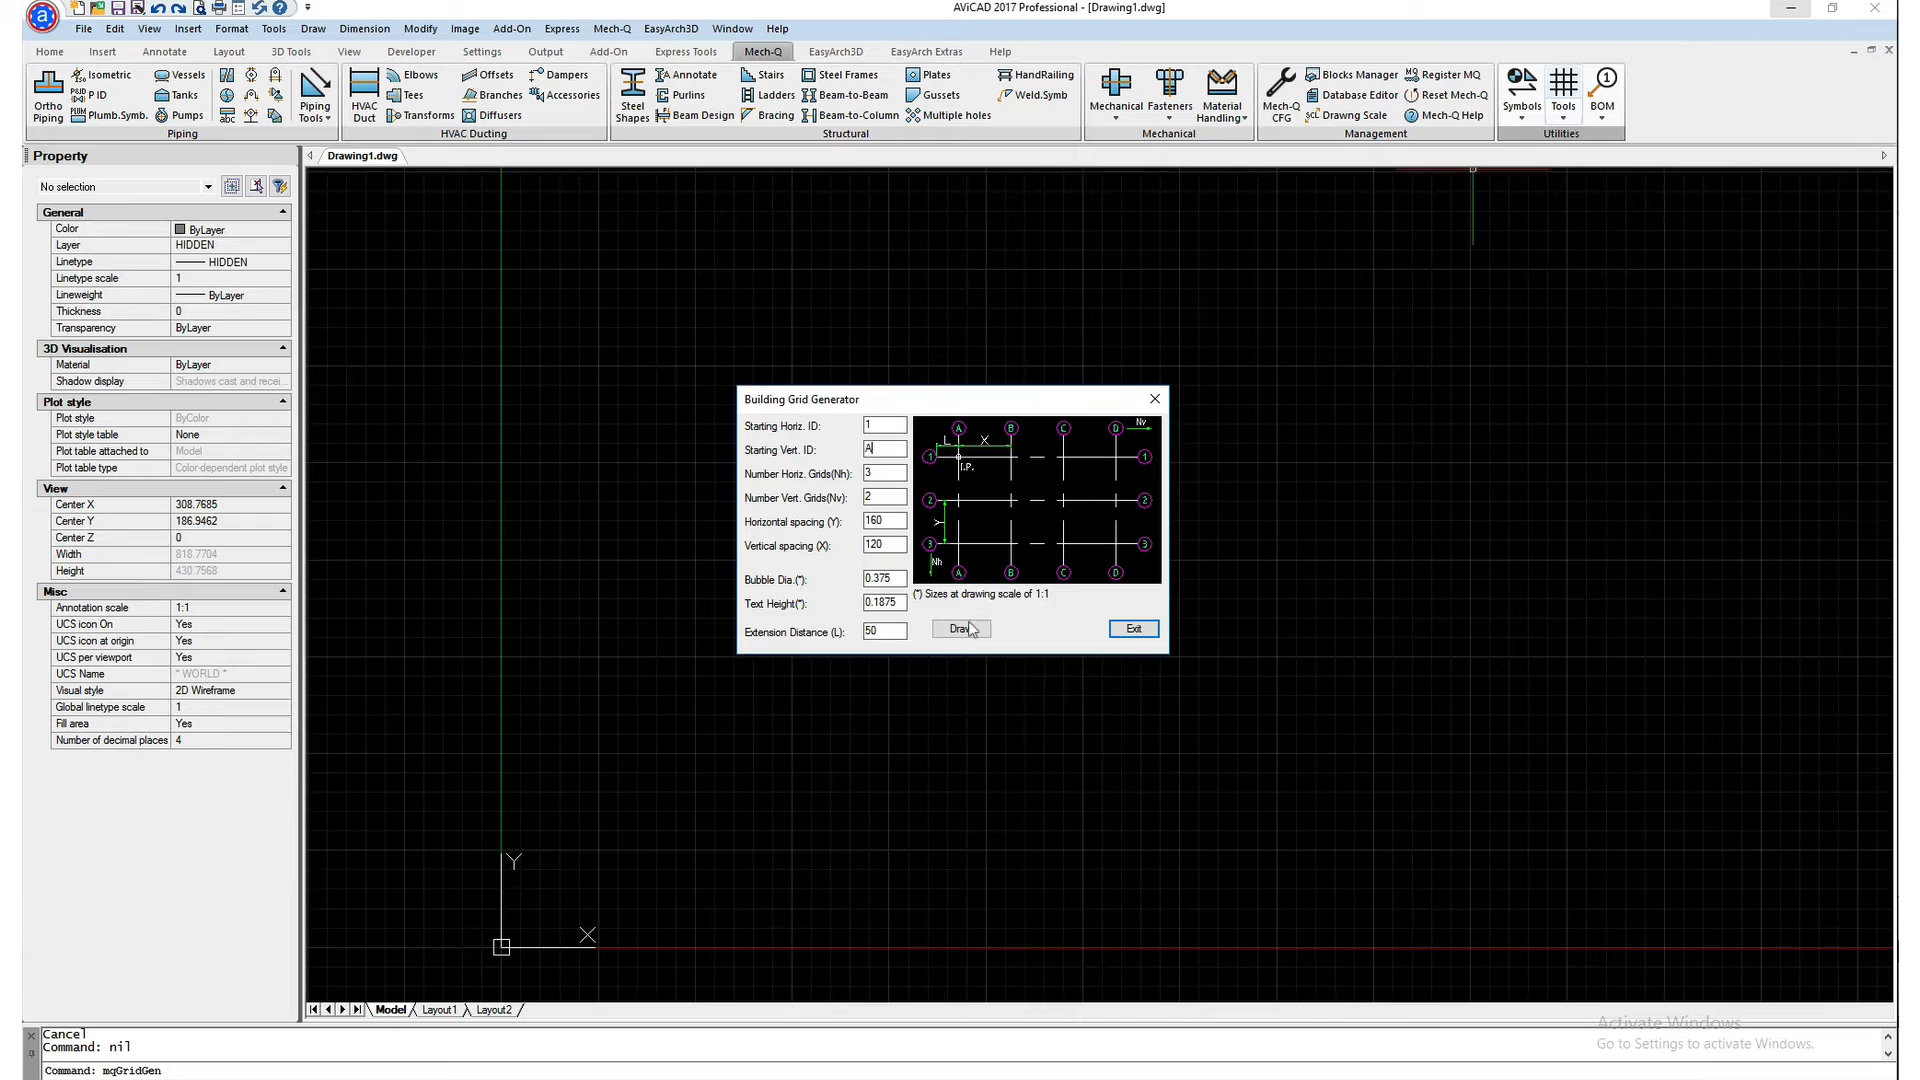 AViCAD 2017 Professional - [Drawing1.dwg]
File Edit View Insert Format Tools Draw Dimension Modify Image Add-On Express Mech-Q EasyArch3D Window Help
Home Insert Annotate Layout 3D Tools View Developer Settings Output Add-On Express Tools Mech-Q EasyArch3D EasyArch Extras Help
Ortho Piping
Isometric
P ID
Plumb.Symb.
Vessels
Tanks
Pumps
Piping Tools
Piping
HVAC Duct
Elbows
Tees
Transforms
Offsets
Branches
Diffusers
Dampers
Accessories
HVAC Ducting
Steel Shapes
Annotate
Purlins
Beam Design
Stairs
Ladders
Bracing
Steel Frames
Beam-to-Beam
Beam-to-Column
Plates
Gussets
Multiple holes
HandRailing
Weld.Symb
Structural
Mechanical
Fasteners
Material Handling
Mechanical
Mech-Q CFG
Blocks Manager
Database Editor
Drawng Scale
Register MQ
Reset Mech-Q
Mech-Q Help
Management
Symbols
Tools
BOM
Utilities
Property
Drawing1.dwg
No selection
General
Color ByLayer
Layer HIDDEN
Linetype HIDDEN
Linetype scale 1
Lineweight ByLayer
Thickness 0
Transparency ByLayer
3D Visualisation
Material ByLayer
Shadow display Shadows cast and recei...
Plot style
Plot style ByColor
Plot style table None
Plot table attached to Model
Plot table type Color-dependent plot style
View
Center X 308.7685
Center Y 186.9462
Center Z 0
Width 818.7704
Height 430.7568
Misc
Annotation scale 1:1
UCS icon On Yes
UCS icon at origin Yes
UCS per viewport Yes
UCS Name * WORLD *
Visual style 2D Wireframe
Global linetype scale 1
Fill area Yes
Number of decimal places 4
Building Grid Generator
Starting Horiz. ID: 1
Starting Vert. ID: A
Number Horiz. Grids(Nh): 3
Number Vert. Grids(Nv): 2
Horizontal spacing (Y): 160
Vertical spacing (X): 120
Bubble Dia.(*): 0.375
Text Height(*): 0.1875
Extension Distance (L): 50
A B C D Nv
L X
1 1
I.P.
2 2
Y
3 3
Nh
A B C D
(*) Sizes at drawing scale of 1:1
Draw
Exit
Y
X
Model Layout1 Layout2
Cancel
Command: nil
Command: mqGridGen
Activate Windows
Go to Settings to activate Windows.